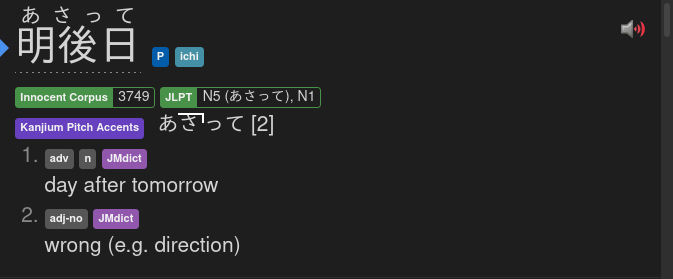 あさって
明後日 P ichi
Innocent Corpus 3749 JLPT N5 (あさって), N1
Kanjium Pitch Accents あさって [2]
1. adv n JMdict
day after tomorrow
2. adj-no JMdict
wrong (e.g. direction)